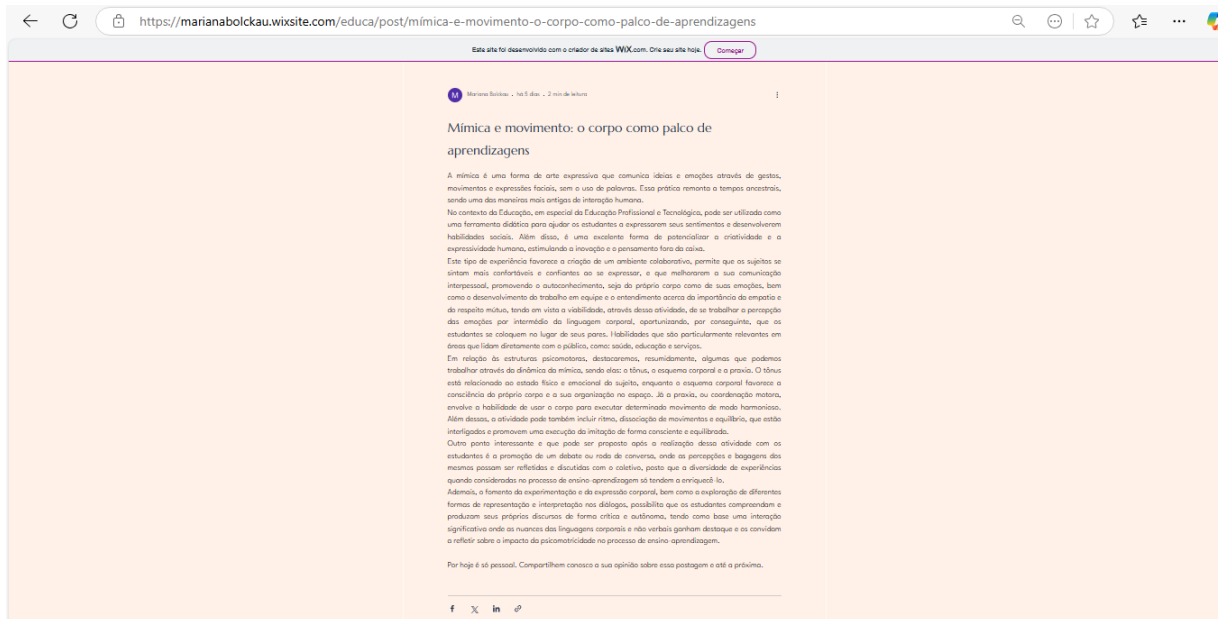 https://marianabolckau.wixsite.com/educa/post/mímica-e-movimento-o-corpo-como-palco-de-aprendizagens
Este site foi desenvolvido com o criador de sites WiX.com. Crie seu site hoje. Começar
M Mariana Bolckau • há 5 dias • 2 min de leitura
Mímica e movimento: o corpo como palco de
aprendizagens
A mímica é uma forma de arte expressiva que comunica ideias e emoções através de gestos,
movimentos e expressões faciais, sem o uso de palavras. Essa prática remonta a tempos ancestrais,
sendo uma das maneiras mais antigas de interação humana.
No contexto da Educação, em especial da Educação Profissional e Tecnológica, pode ser utilizada como
uma ferramenta didática para ajudar os estudantes a expressarem seus sentimentos e desenvolverem
habilidades sociais. Além disso, é uma excelente forma de potencializar a criatividade e a
expressividade humana, estimulando a inovação e o pensamento fora da caixa.
Este tipo de experiência favorece a criação de um ambiente colaborativo, permite que os sujeitos se
sintam mais confortáveis e confiantes ao se expressar, e que melhorarem a sua comunicação
interpessoal, promovendo o autoconhecimento, seja do próprio corpo como de suas emoções, bem
como o desenvolvimento do trabalho em equipe e o entendimento acerca da importância da empatia e
do respeito mútuo, tendo em vista a viabilidade, através dessa atividade, de se trabalhar a percepção
das emoções por intermédio da linguagem corporal, oportunizando, por conseguinte, que os
estudantes se coloquem no lugar de seus pares. Habilidades que são particularmente relevantes em
áreas que lidam diretamente com o público, como: saúde, educação e serviços.
Em relação às estruturas psicomotoras, destacaremos, resumidamente, algumas que podemos
trabalhar através da dinâmica da mímica, sendo elas: o tônus, o esquema corporal e a praxia. O tônus
está relacionado ao estado físico e emocional do sujeito, enquanto o esquema corporal favorece a
consciência do próprio corpo e a sua organização no espaço. Já a praxia, ou coordenação motora,
envolve a habilidade de usar o corpo para executar determinado movimento de modo harmonioso.
Além dessas, a atividade pode também incluir ritmo, dissociação de movimentos e equilíbrio, que estão
interligados e promovem uma execução da imitação de forma consciente e equilibrada.
Outro ponto interessante e que pode ser proposto após a realização dessa atividade com os
estudantes é a promoção de um debate ou roda de conversa, onde as percepções e bagagens dos
mesmos possam ser refletidas e discutidas com o coletivo, posto que a diversidade de experiências
quando consideradas no processo de ensino-aprendizagem só tendem a enriquecê-lo.
Ademais, o fomento da experimentação e da expressão corporal, bem como a exploração de diferentes
formas de representação e interpretação nos diálogos, possibilita que os estudantes compreendam e
produzam seus próprios discursos de forma crítica e autônoma, tendo como base uma interação
significativa onde as nuances das linguagens corporais e não verbais ganham destaque e os convidam
a refletir sobre o impacto da psicomotricidade no processo de ensino-aprendizagem.
Por hoje é só pessoal. Compartilhem conosco a sua opinião sobre essa postagem e até a próxima.